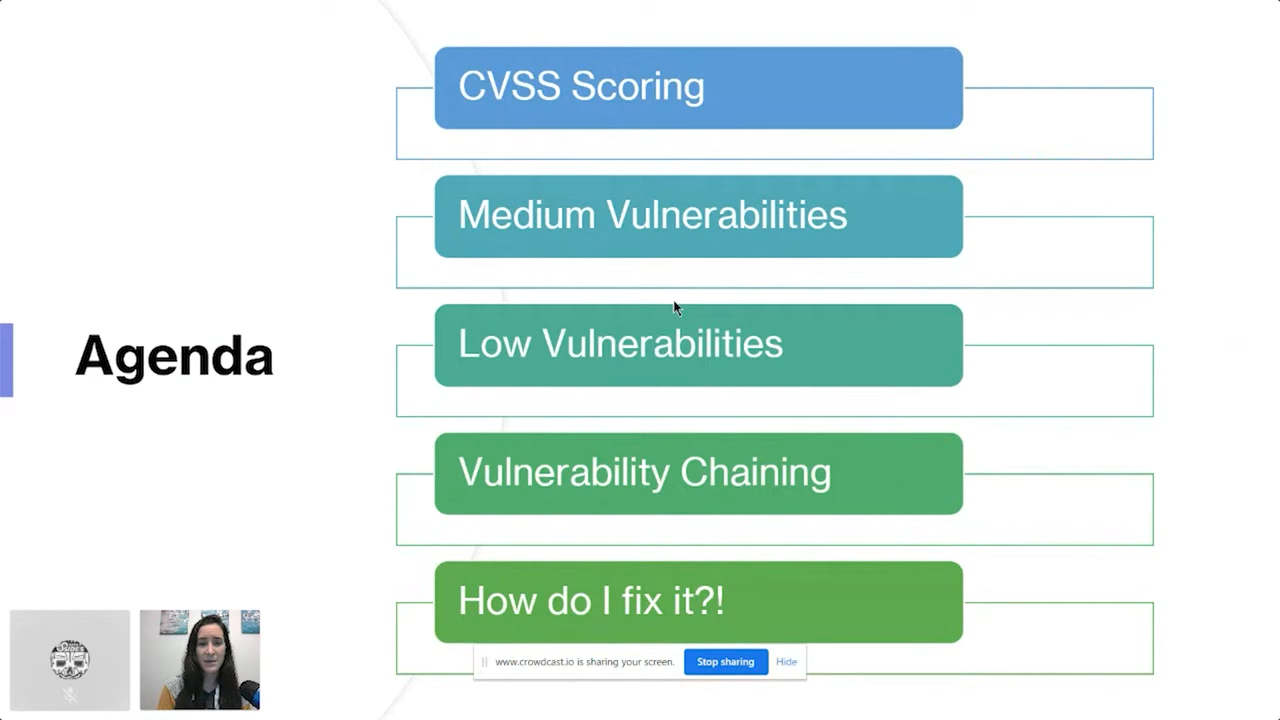 CVSS Scoring
Medium Vulnerabilities
Low Vulnerabilities
Agenda
Vulnerability Chaining
How do I fix it?!
www.crowdcast.io is sharing your screen. Stop sharing Hide
SIDES